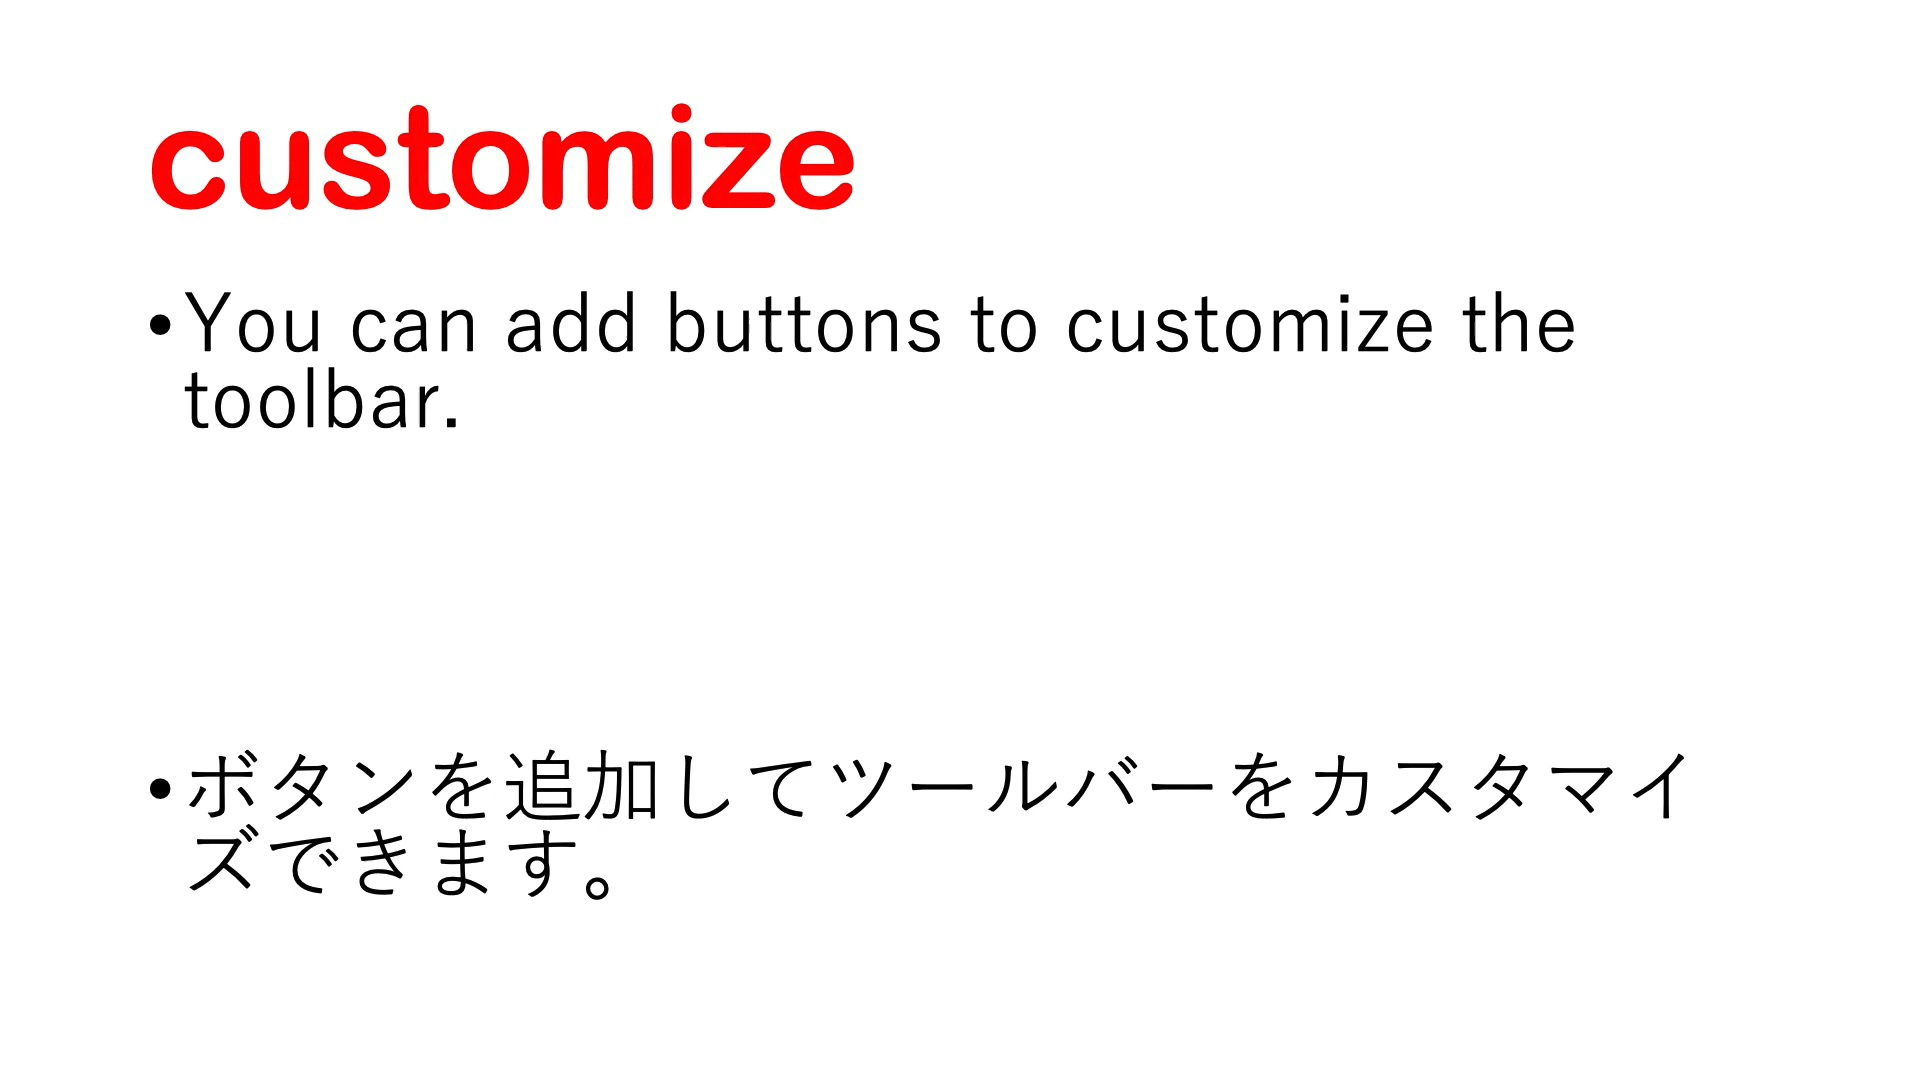 customize
•You can add buttons to customize the
toolbar.
•ボタンを追加してツールバーをカスタマイ
ズできます。